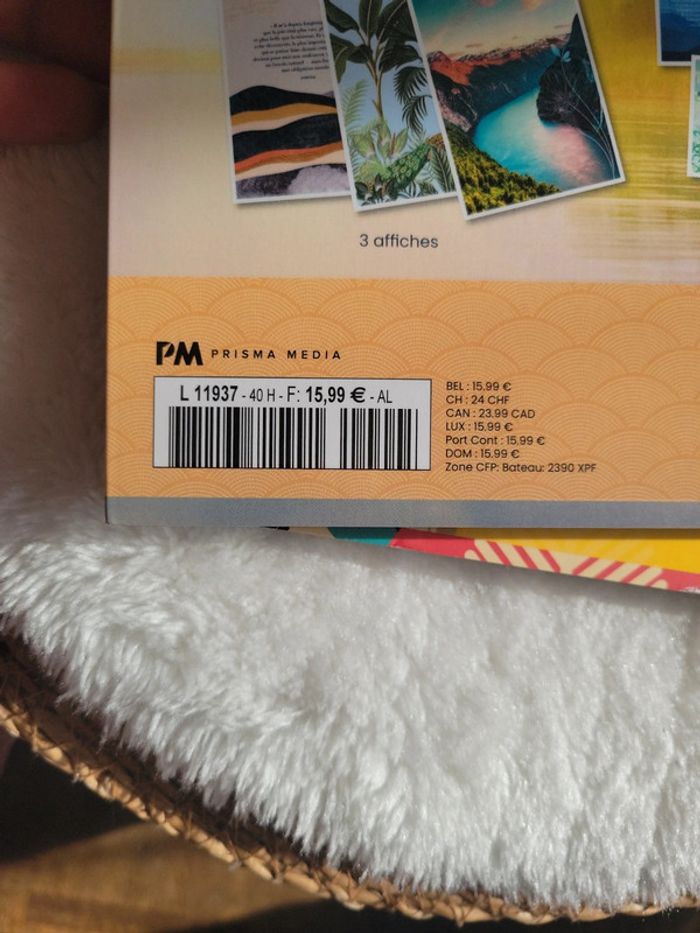 3 affiches
PM PRISMA MEDIA
L 11937 - 40 H - F: 15,99 € - AL
BEL : 15,99 €
CH : 24 CHF
CAN : 23,99 CAD
LUX : 15,99 €
Port Cont : 15,99 €
DOM : 15,99 €
Zone CFP: Bateau: 2390 XPF